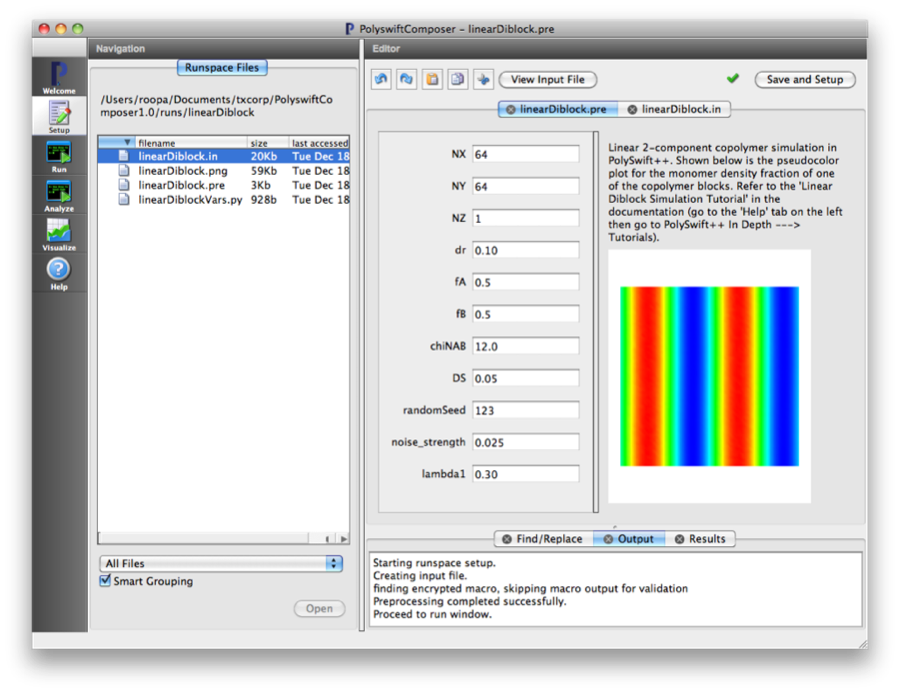 PolyswiftComposer - linearDiblock.pre
Navigation
Editor
Welcome
Setup
Run
Analyze
Visualize
Help
Runspace Files
/Users/roopa/Documents/txcorp/PolyswiftCo
mposer1.0/runs/linearDiblock
filename size last accessed
linearDiblock.in 20Kb Tue Dec 18
linearDiblock.png 59Kb Tue Dec 18
linearDiblock.pre 3Kb Tue Dec 18
linearDiblockVars.py 928b Tue Dec 18
All Files
Smart Grouping
Open
View Input File
Save and Setup
linearDiblock.pre
linearDiblock.in
NX 64
NY 64
NZ 1
dr 0.10
fA 0.5
fB 0.5
chiNAB 12.0
DS 0.05
randomSeed 123
noise_strength 0.025
lambda1 0.30
Linear 2-component copolymer simulation in
PolySwift++. Shown below is the pseudocolor
plot for the monomer density fraction of one
of the copolymer blocks. Refer to the 'Linear
Diblock Simulation Tutorial' in the
documentation (go to the 'Help' tab on the left
then go to PolySwift++ In Depth --->
Tutorials).
Find/Replace
Output
Results
Starting runspace setup.
Creating input file.
finding encrypted macro, skipping macro output for validation
Preprocessing completed successfully.
Proceed to run window.